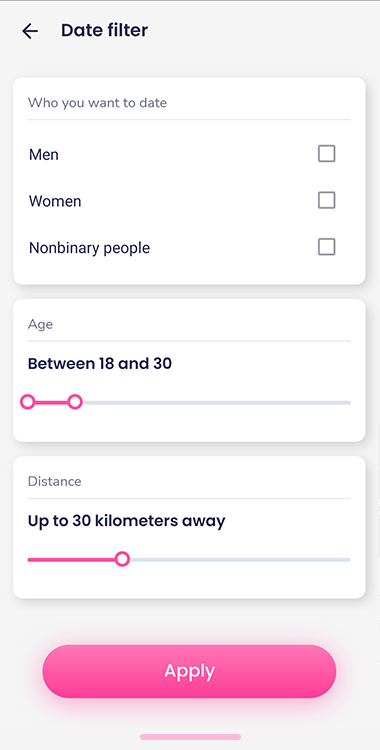 Date filter
Who you want to date
Men
Women
Nonbinary people
Age
Between 18 and 30
Distance
Up to 30 kilometers away
Apply